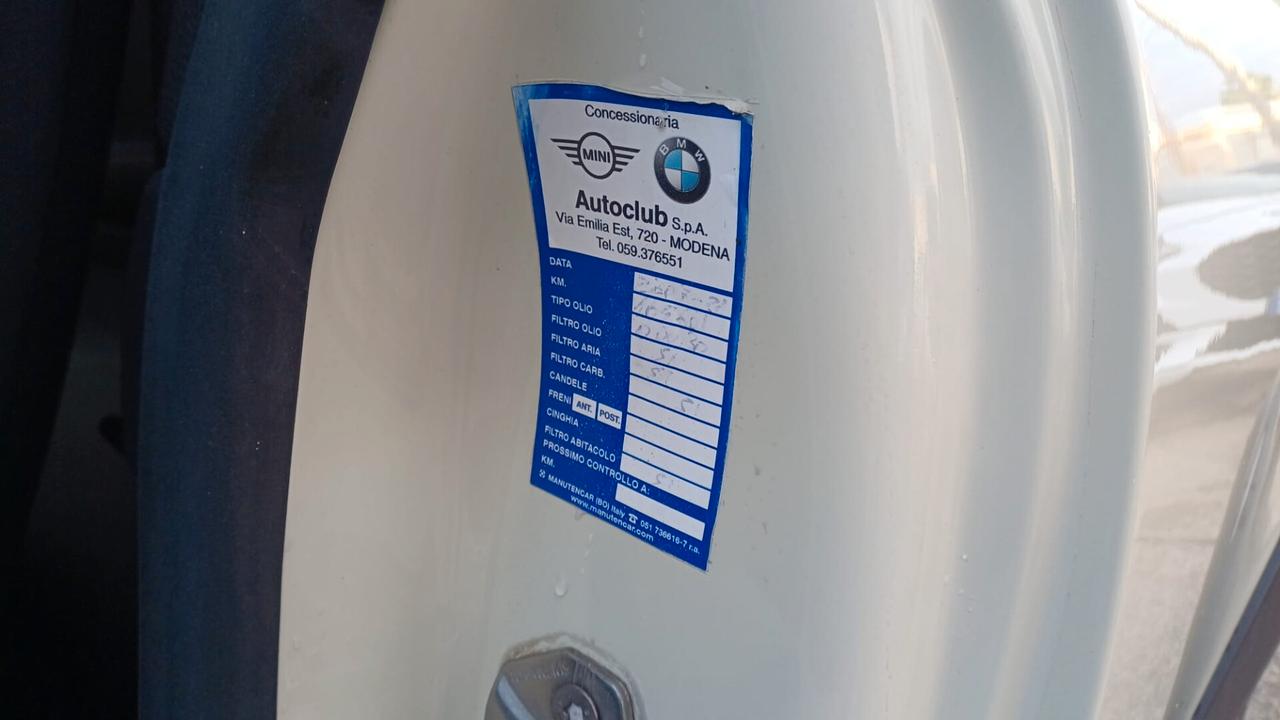 Concessionaria
MINI
BMW
Autoclub S.p.A.
Via Emilia Est, 720 - MODENA
Tel. 059.376551
DATA
KM.
TIPO OLIO
FILTRO OLIO
FILTRO ARIA
FILTRO CARB.
CANDELE
FRENI ANT. POST.
CINGHIA
FILTRO ABITACOLO
PROSSIMO CONTROLLO A:
KM.
MANUTENCAR (BO) Italy ☎ 051 736616-7 r.a.
www.manutencar.com